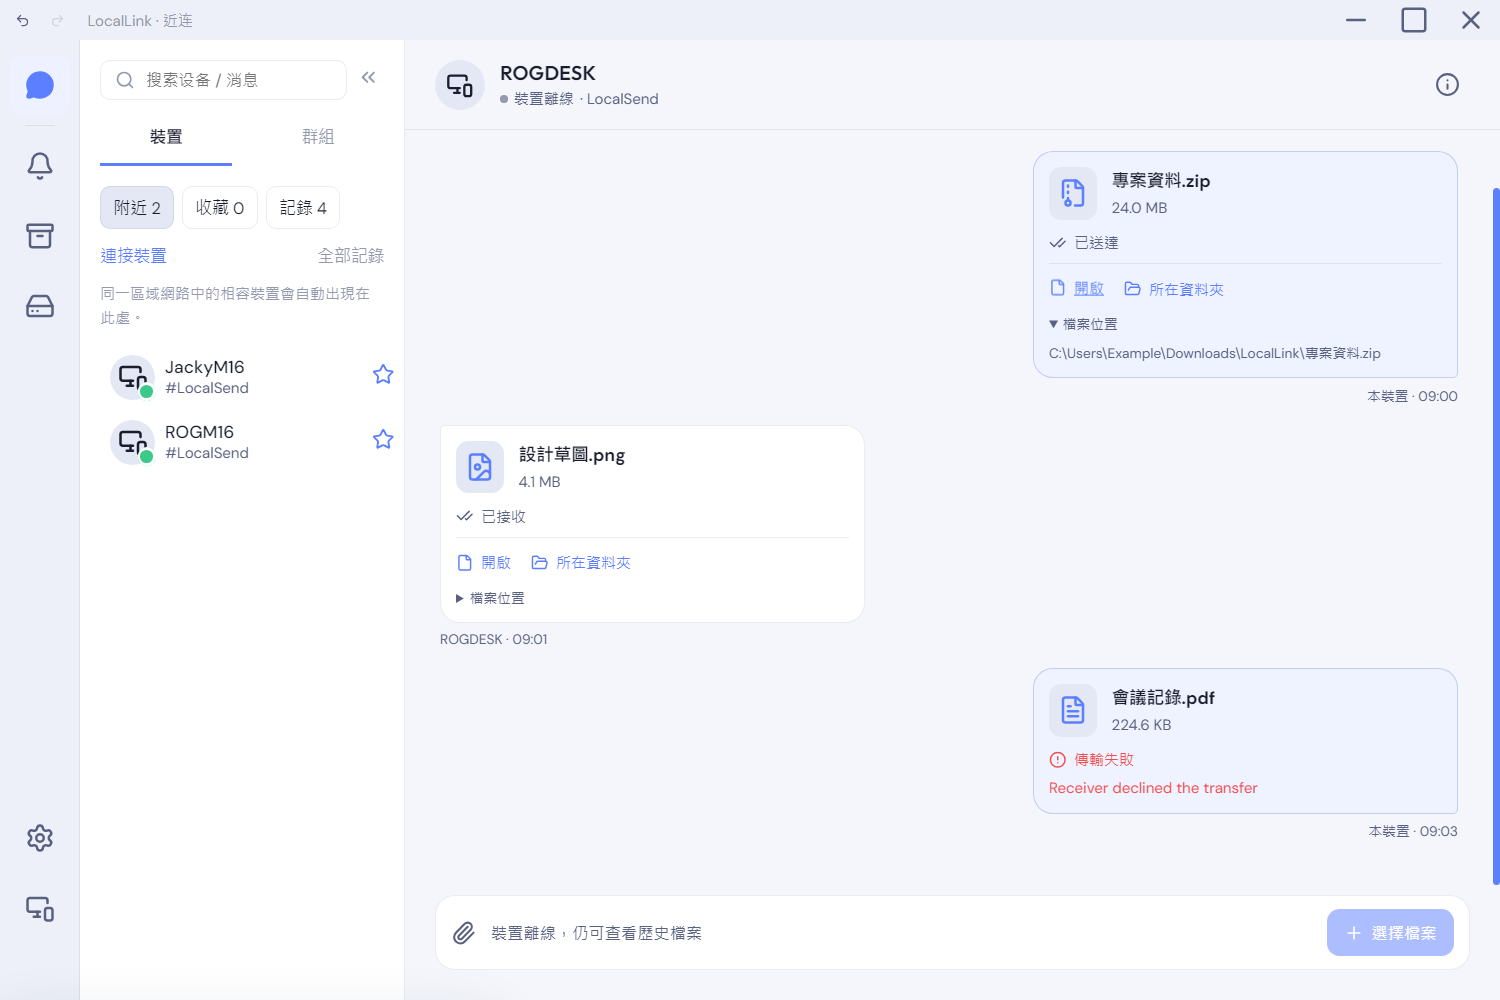 LocalLink · 近连
搜索设备 / 消息
裝置
群組
附近 2
收藏 0
記錄 4
連接裝置
全部記錄
同一區域網路中的相容裝置會自動出現在
此處。
JackyM16
#LocalSend
ROGM16
#LocalSend
ROGDESK
裝置離線 · LocalSend
專案資料.zip
24.0 MB
已送達
開啟
所在資料夾
▼ 檔案位置
C:\Users\Example\Downloads\LocalLink\專案資料.zip
本裝置 · 09:00
設計草圖.png
4.1 MB
已接收
開啟
所在資料夾
▶ 檔案位置
ROGDESK · 09:01
會議記錄.pdf
224.6 KB
傳輸失敗
Receiver declined the transfer
本裝置 · 09:03
裝置離線，仍可查看歷史檔案
選擇檔案